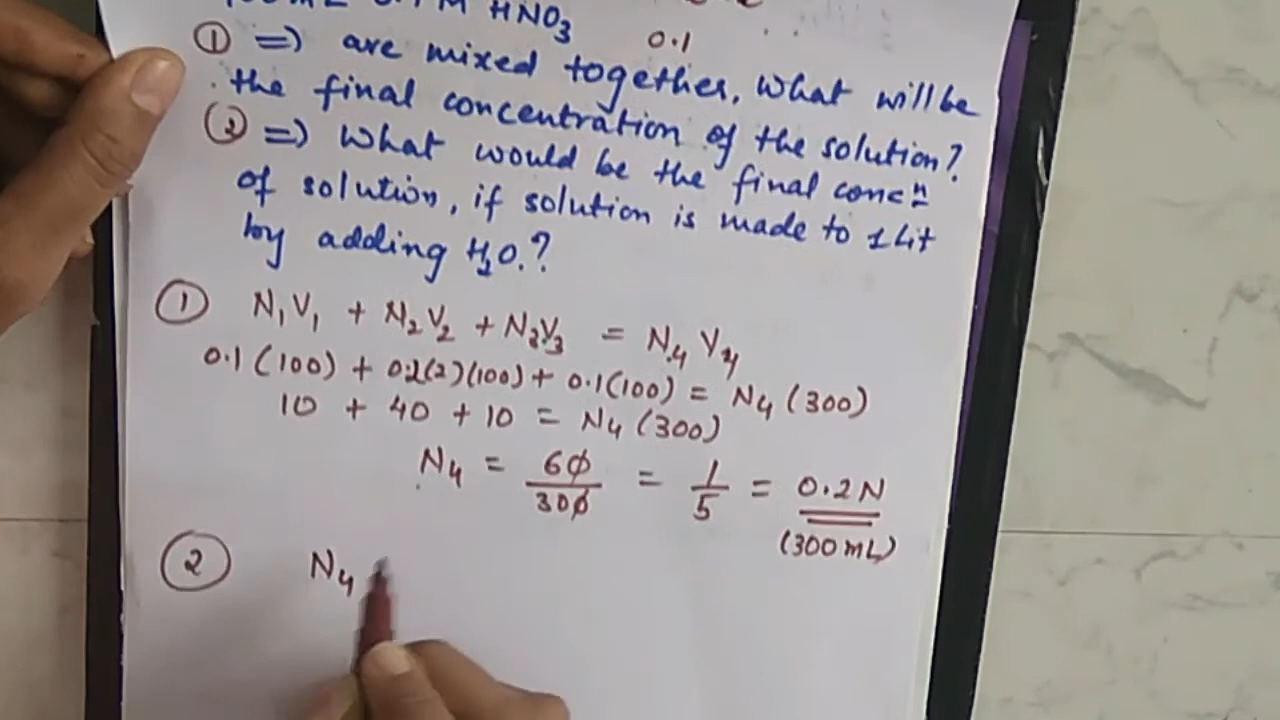 M HNO₃
0.1
① ⇒ are mixed together, What will be
the final concentration of the solution?
(2) ⇒ What would be the final concⁿ
of solution, if solution is made to 1 Lit
by adding H₂O.?
① N₁V₁ + N₂V₂ + N₃V₃ = N₄V₄
0.1(100) + 0.2(2)(100) + 0.1(100) = N₄(300)
10 + 40 + 10 = N₄(300)
N₄ = 60/300 = 1/5 = 0.2N
(300mL)
② N₄